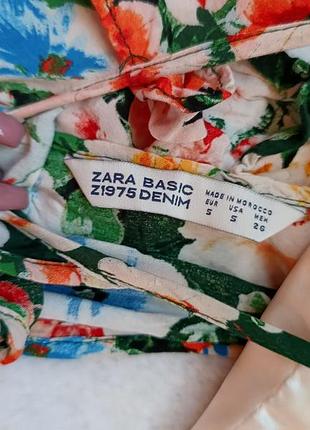 ZARA BASIC
Z1975 DENIM
MADE IN MOROCCO
EUR USA MEX
S S 26